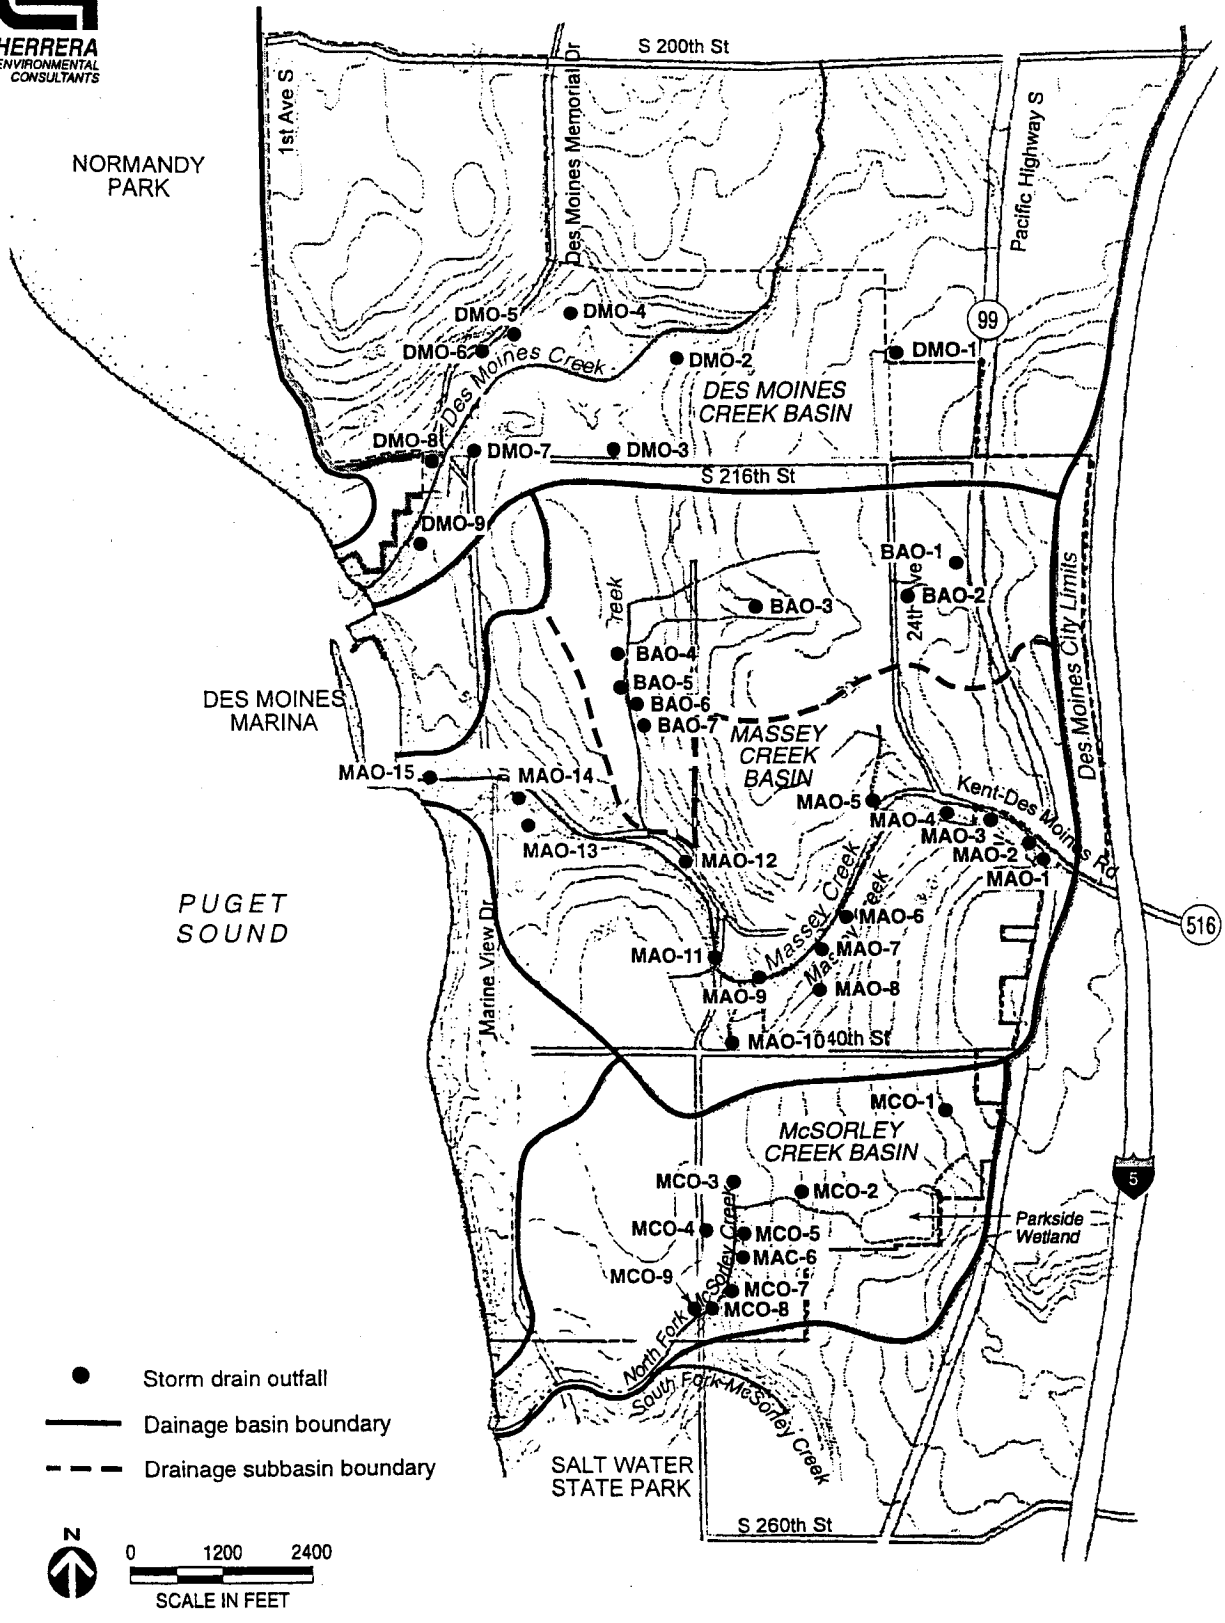 HERRERA
ENVIRONMENTAL
CONSULTANTS
S 200th St
1st Ave S
Des Moines Memorial Dr
Pacific Highway S
NORMANDY
PARK
99
DMO-5
DMO-4
DMO-6
Des Moines Creek
DMO-2
DMO-1
DES MOINES
CREEK BASIN
DMO-8
DMO-7
DMO-3
S 216th St
DMO-9
BAO-1
24th Ave
BAO-2
BAO-3
reek
BAO-4
BAO-5
BAO-6
BAO-7
Des Moines City Limits
DES MOINES
MARINA
MASSEY
CREEK
BASIN
MAO-15
MAO-14
MAO-5
Kent-Des Moines Rd
MAO-4
MAO-3
MAO-2
MAO-1
MAO-13
MAO-12
PUGET
SOUND
Marine View Dr
Massey Creek
Mas
y
reek
MAO-6
516
MAO-11
MAO-7
MAO-9
MAO-8
MAO-10
40th St
MCO-1
McSORLEY
CREEK BASIN
MCO-3
MCO-2
5
MCO-4
MCO-5
Parkside
Wetland
MAC-6
MCO-9
MCO-7
MCO-8
North Fork McSorley Creek
South Fork McSorley Creek
Storm drain outfall
Dainage basin boundary
Drainage subbasin boundary
SALT WATER
STATE PARK
S 260th St
N
0 1200 2400
SCALE IN FEET